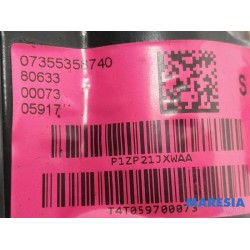 07355358740
80633
00073
05917
S
P1ZP21JXWAA
T4T059700073
MARESIA